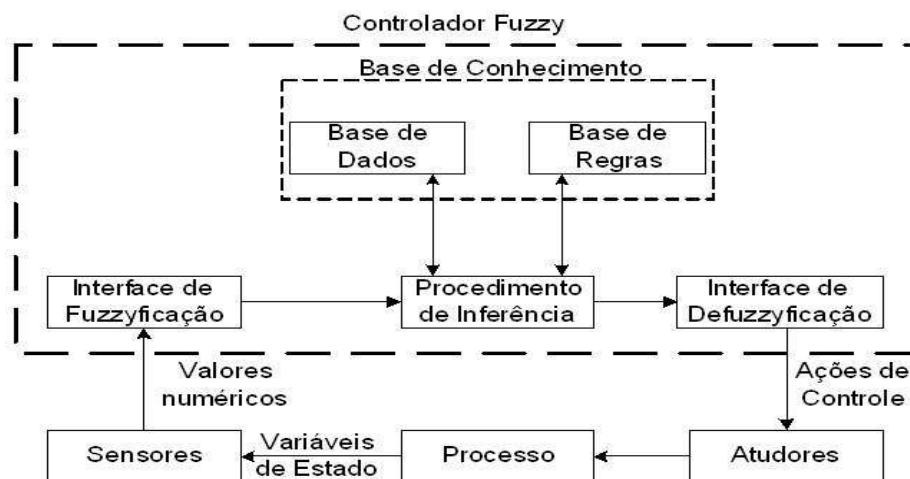 Controlador Fuzzy
Base de Conhecimento
Base de
Dados
Base de
Regras
Interface de
Fuzzyficação
Procedimento
de Inferência
Interface de
Defuzzyficação
Valores
numéricos
Ações de
Controle
Sensores
Variáveis
de Estado
Processo
Atudores